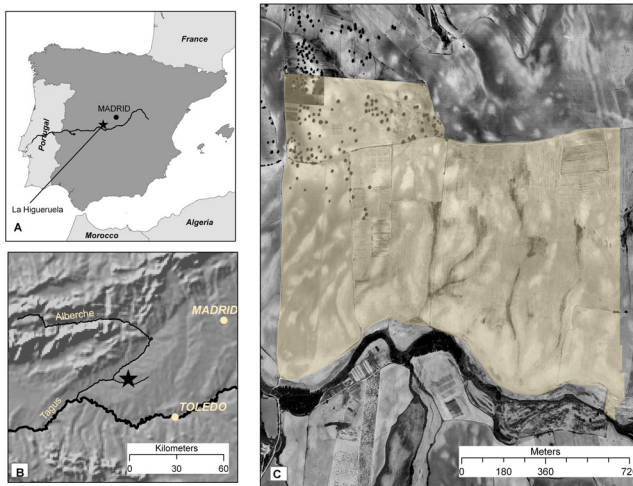 France
MADRID
Portugal
La Higueruela
Algeria
Morocco
A
Alberche
MADRID
Tagus
TOLEDO
Kilometers
0 30 60
B
Meters
0 180 360 720
C